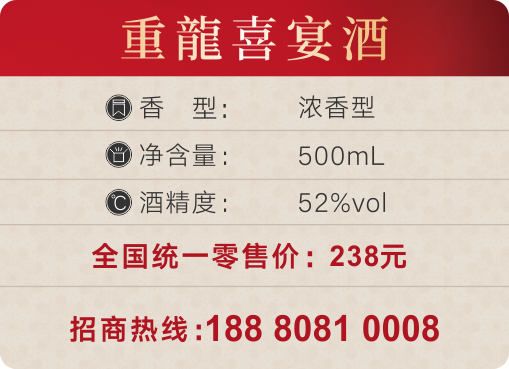 重龍喜宴酒
香 型: 浓香型
净含量: 500mL
℃ 酒精度: 52%vol
全国统一零售价: 238元
招商热线:188 8081 0008